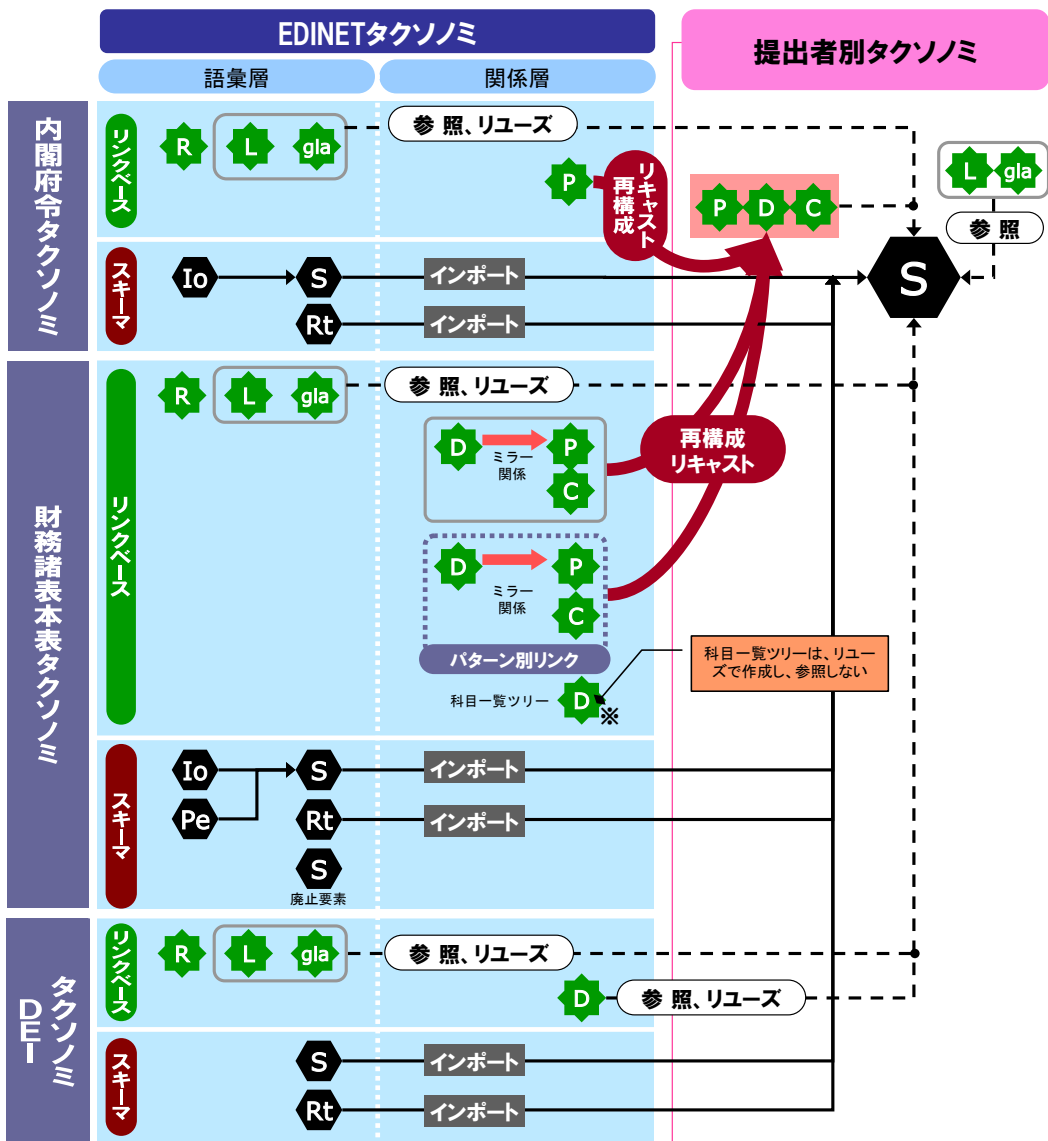 EDINETタクソノミ
提出者別タクソノミ
語彙層
関係層
内閣府令タクソノミ
リンクベース
R
L
gla
参照、リユーズ
P
リキャスト
再構成
P
D
C
L
gla
参照
S
スキーマ
Io
S
インポート
Rt
インポート
財務諸表本表タクソノミ
リンクベース
R
L
gla
参照、リユーズ
D
ミラー
関係
P
C
再構成
リキャスト
D
ミラー
関係
P
C
パターン別リンク
科目一覧ツリー
D
※
科目一覧ツリーは、リユー
ズで作成し、参照しない
スキーマ
Io
S
インポート
Pe
Rt
インポート
S
廃止要素
タクソノミ
DEI
リンクベース
R
L
gla
参照、リユーズ
D
参照、リユーズ
スキーマ
S
インポート
Rt
インポート